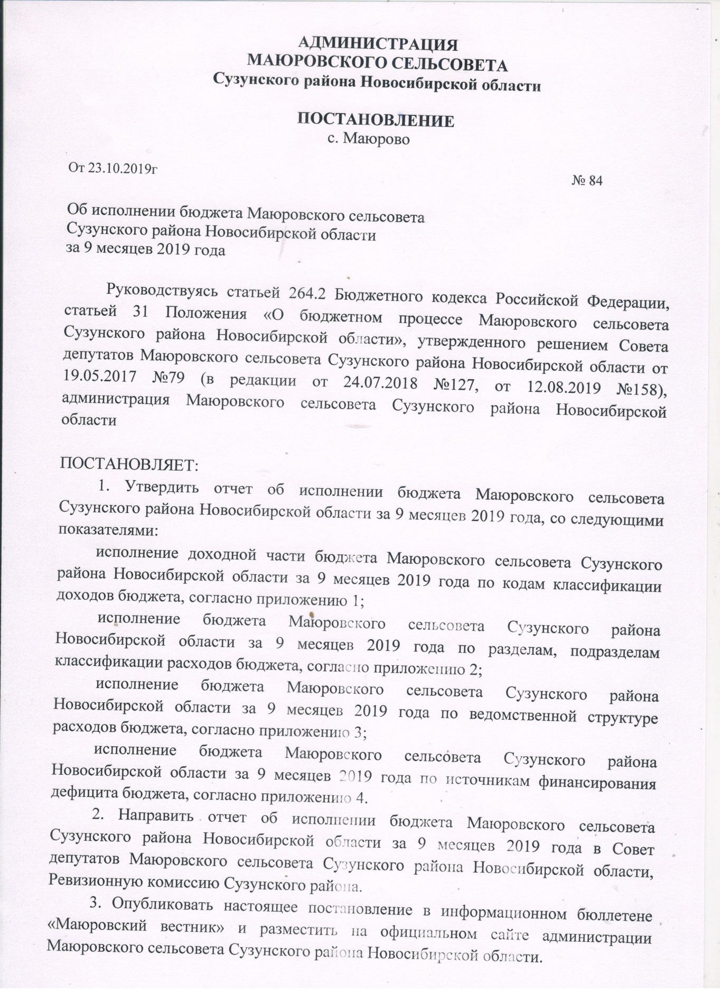 АДМИНИСТРАЦИЯ
МАЮРОВСКОГО СЕЛЬСОВЕТА
Сузунского района Новосибирской области
ПОСТАНОВЛЕНИЕ
с. Маюрово
От 23.10.2019г
№ 84
Об исполнении бюджета Маюровского сельсовета
Сузунского района Новосибирской области
за 9 месяцев 2019 года
Руководствуясь статьей 264.2 Бюджетного кодекса Российской Федерации,
статьей 31 Положения «О бюджетном процессе Маюровского сельсовета
Сузунского района Новосибирской области», утвержденного решением Совета
депутатов Маюровского сельсовета Сузунского района Новосибирской области от
19.05.2017 №79 (в редакции от 24.07.2018 №127, от 12.08.2019 №158),
администрация Маюровского сельсовета Сузунского района Новосибирской
области
ПОСТАНОВЛЯЕТ:
1. Утвердить отчет об исполнении бюджета Маюровского сельсовета
Сузунского района Новосибирской области за 9 месяцев 2019 года, со следующими
показателями:
исполнение доходной части бюджета Маюровского сельсовета Сузунского
района Новосибирской области за 9 месяцев 2019 года по кодам классификации
доходов бюджета, согласно приложению 1;
исполнение бюджета Маюровского сельсовета Сузунского района
Новосибирской области за 9 месяцев 2019 года по разделам, подразделам
классификации расходов бюджета, согласно приложению 2;
исполнение бюджета Маюровского сельсовета Сузунского района
Новосибирской области за 9 месяцев 2019 года по ведомственной структуре
расходов бюджета, согласно приложению 3;
исполнение бюджета Маюровского сельсовета Сузунского района
Новосибирской области за 9 месяцев 2019 года по источникам финансирования
дефицита бюджета, согласно приложению 4.
2. Направить отчет об исполнении бюджета Маюровского сельсовета
Сузунского района Новосибирской области за 9 месяцев 2019 года в Совет
депутатов Маюровского сельсовета Сузунского района Новосибирской области,
Ревизионную комиссию Сузунского района.
3. Опубликовать настоящее постановление в информационном бюллетене
«Маюровский вестник» и разместить на официальном сайте администрации
Маюровского сельсовета Сузунского района Новосибирской области.